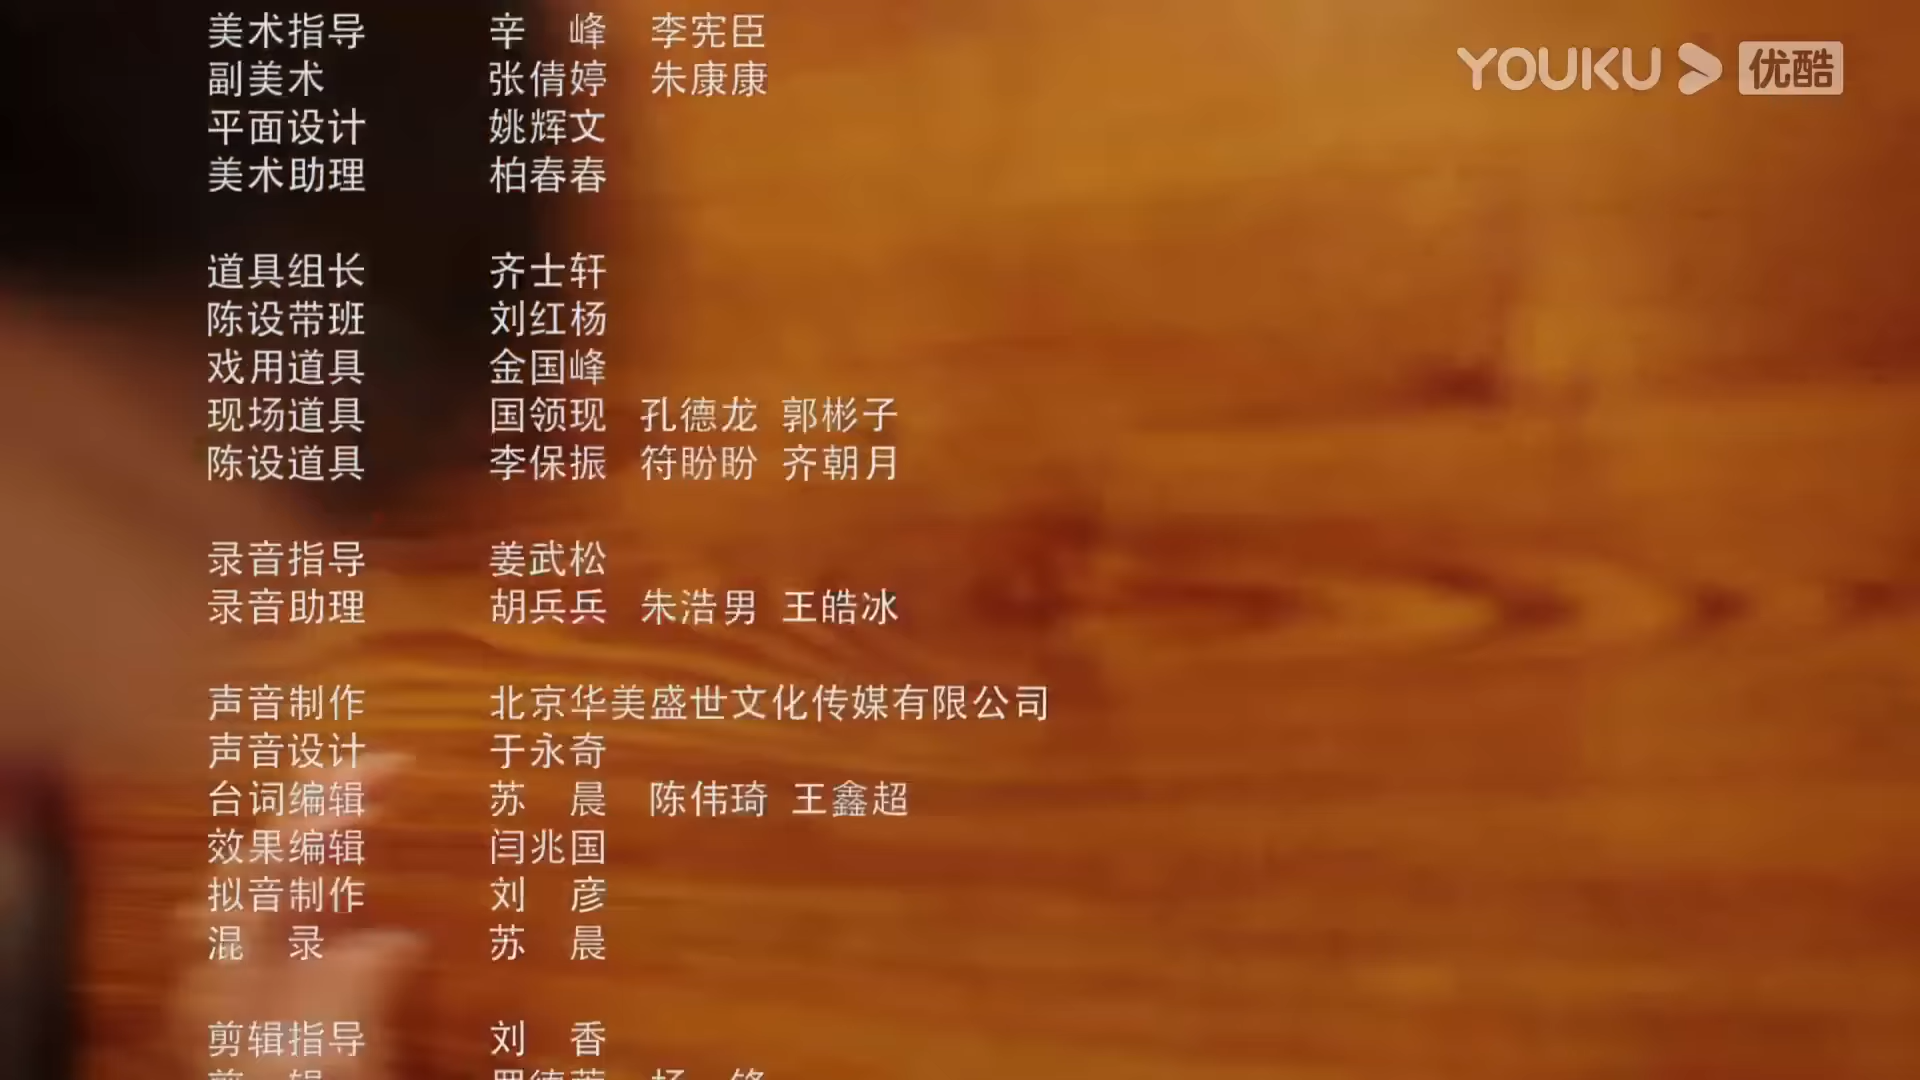 美术指导 辛 峰 李宪臣
YOUKU 优酷
副美术 张倩婷 朱康康
平面设计 姚辉文
美术助理 柏春春
道具组长 齐士轩
陈设带班 刘红杨
戏用道具 金国峰
现场道具 国领现 孔德龙 郭彬子
陈设道具 李保振 符盼盼 齐朝月
录音指导 姜武松
录音助理 胡兵兵 朱浩男 王皓冰
声音制作 北京华美盛世文化传媒有限公司
声音设计 于永奇
台词编辑 苏 晨 陈伟琦 王鑫超
效果编辑 闫兆国
拟音制作 刘 彦
混 录 苏 晨
剪辑指导 刘 香